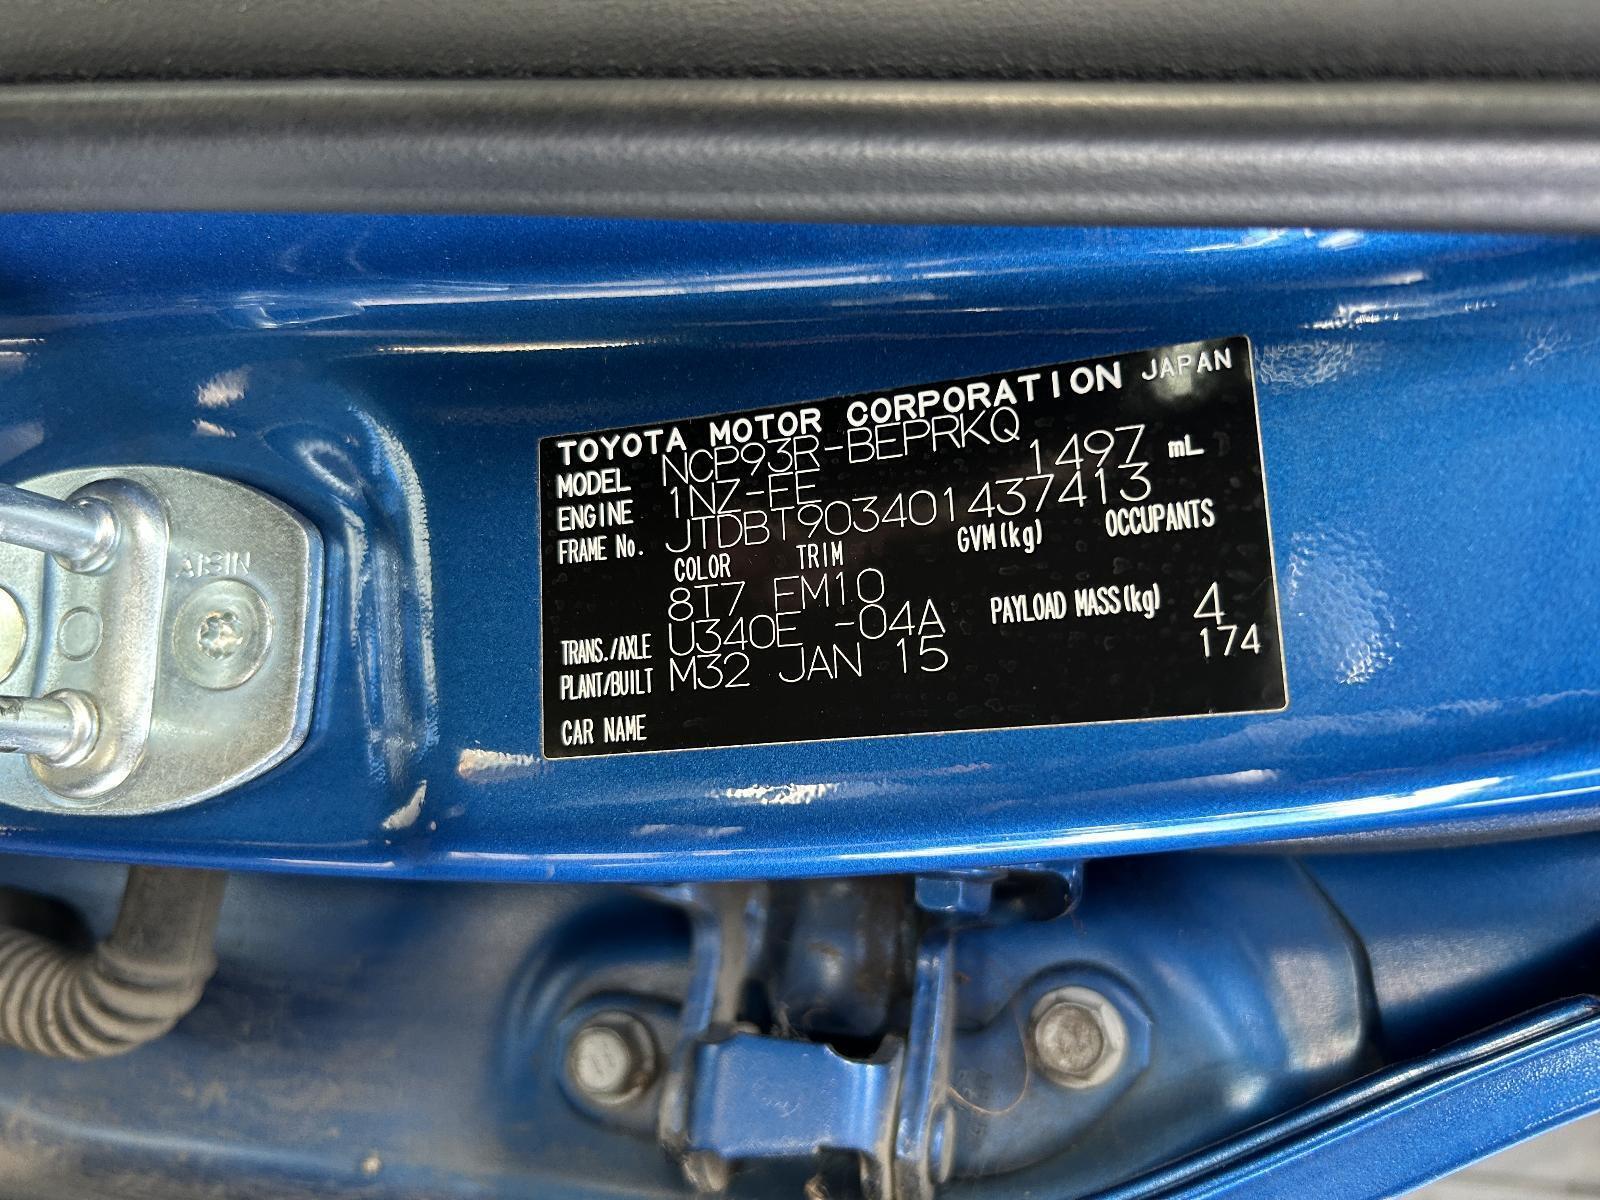 AISIN
TOYOTA MOTOR CORPORATION JAPAN
MODEL NCP93R-BEPRKQ
ENGINE 1NZ-FE 1497 mL
FRAME No. JTDBT903401437413
COLOR TRIM GVM(kg) OCCUPANTS
8T7 EM10 4
TRANS./AXLE U340E -04A PAYLOAD MASS(kg) 174
PLANT/BUILT M32 JAN 15
CAR NAME